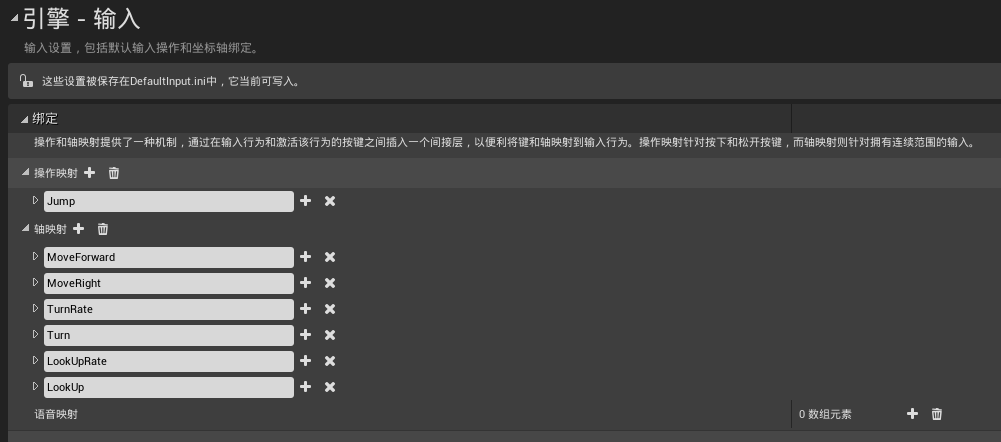 引擎 - 输入
输入设置，包括默认输入操作和坐标轴绑定。
这些设置被保存在DefaultInput.ini中，它当前可写入。
绑定
操作和轴映射提供了一种机制，通过在输入行为和激活该行为的按键之间插入一个间接层，以便利将键和轴映射到输入行为。操作映射针对按下和松开按键，而轴映射则针对拥有连续范围的输入。
操作映射
Jump
轴映射
MoveForward
MoveRight
TurnRate
Turn
LookUpRate
LookUp
语音映射 0 数组元素